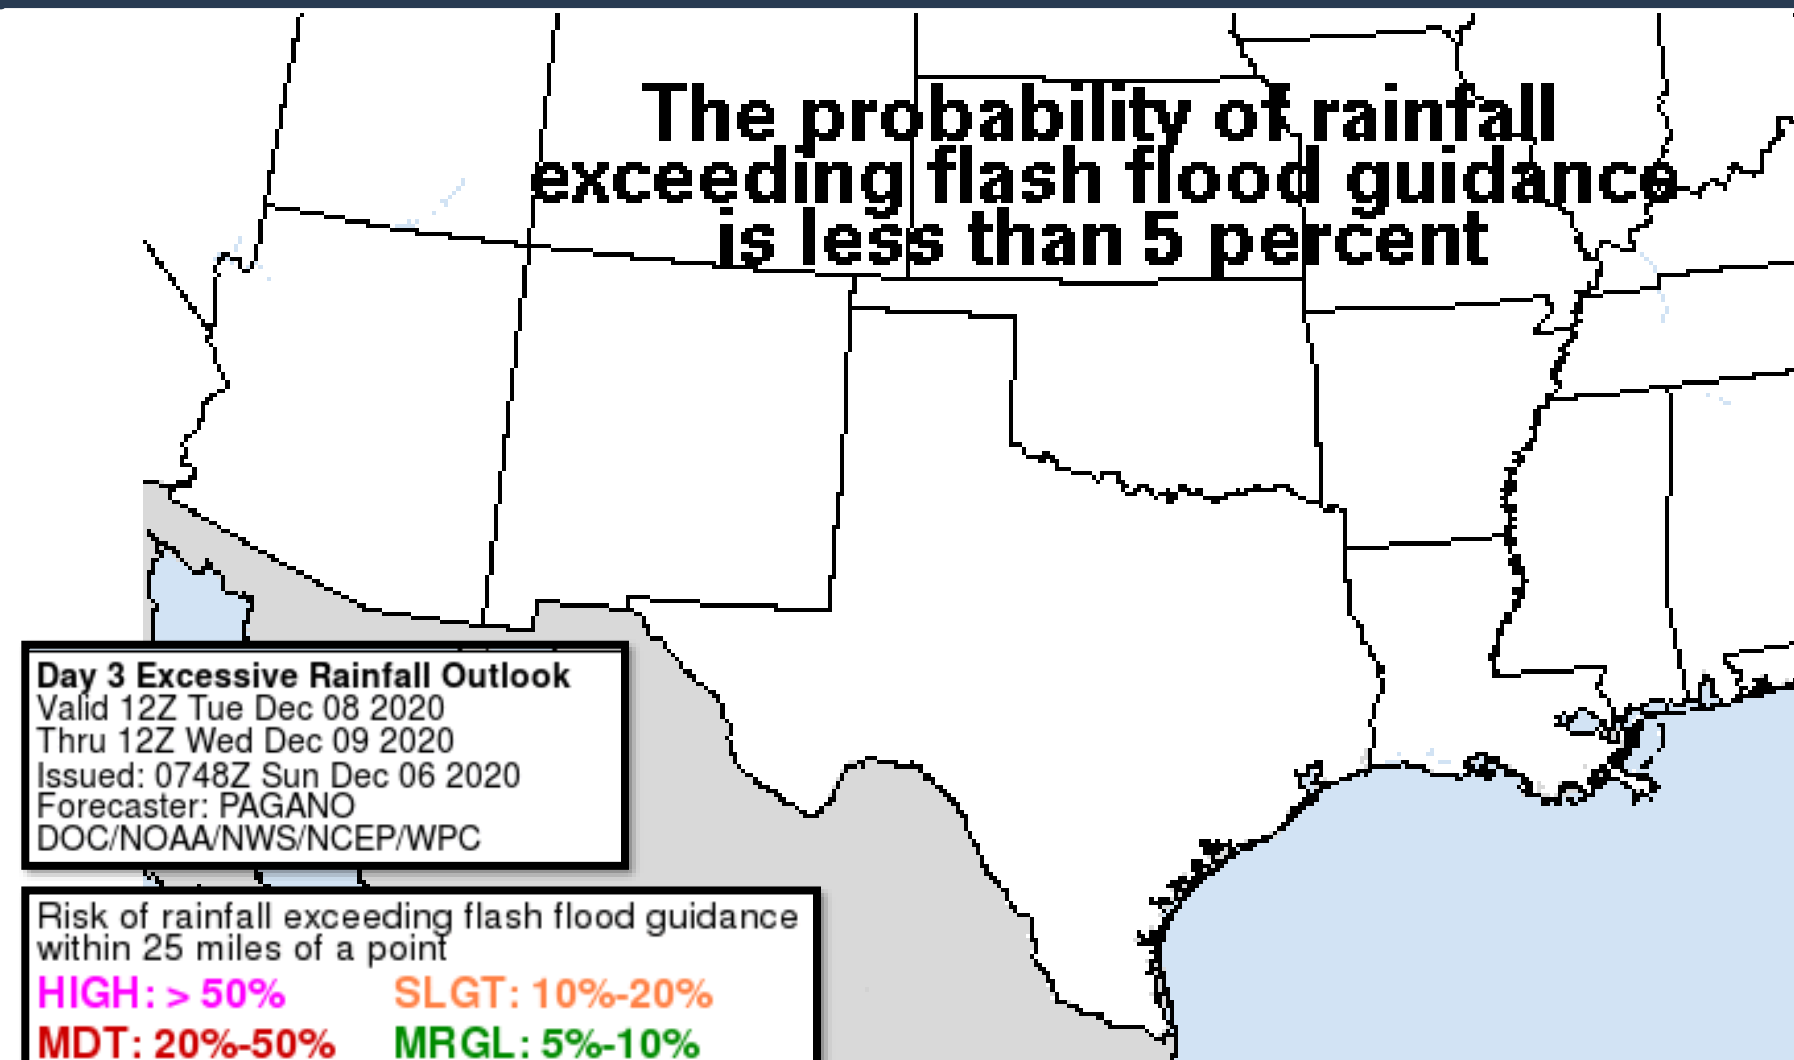 The probability of rainfall
exceeding flash flood guidance
is less than 5 percent
Day 3 Excessive Rainfall Outlook
Valid 12Z Tue Dec 08 2020
Thru 12Z Wed Dec 09 2020
Issued: 0748Z Sun Dec 06 2020
Forecaster: PAGANO
DOC/NOAA/NWS/NCEP/WPC
Risk of rainfall exceeding flash flood guidance
within 25 miles of a point
HIGH: > 50% SLGT: 10%-20%
MDT: 20%-50% MRGL: 5%-10%